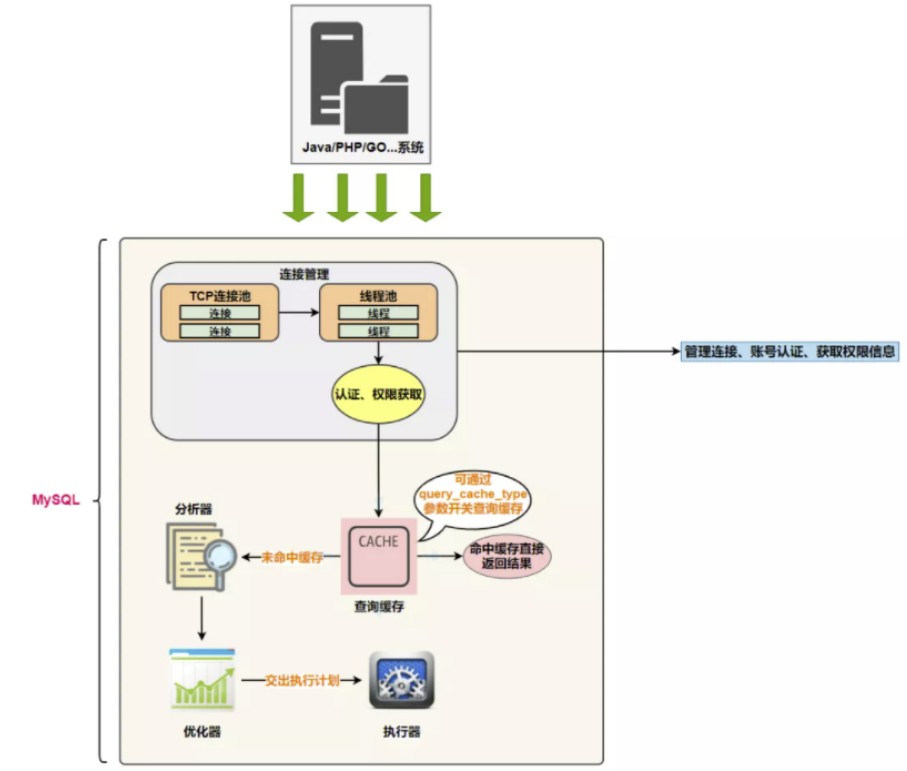 Java/PHP/GO...系统
连接管理
TCP连接池
连接
连接
线程池
线程
线程
认证、权限获取
管理连接、账号认证、获取权限信息
MySQL
可通过
query_cache_type
参数开关查询缓存
分析器
未命中缓存
CACHE
命中缓存直接
返回结果
查询缓存
交出执行计划
优化器
执行器